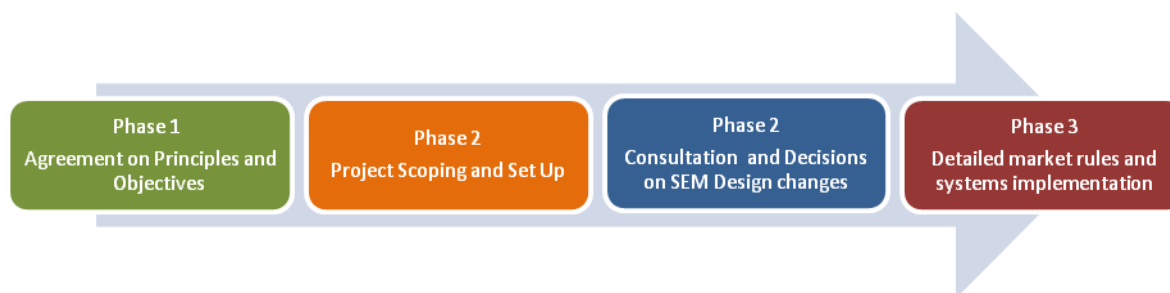 Phase 1
Agreement on Principles and
Objectives
Phase 2
Project Scoping and Set Up
Phase 2
Consultation and Decisions
on SEM Design changes
Phase 3
Detailed market rules and
systems implementation